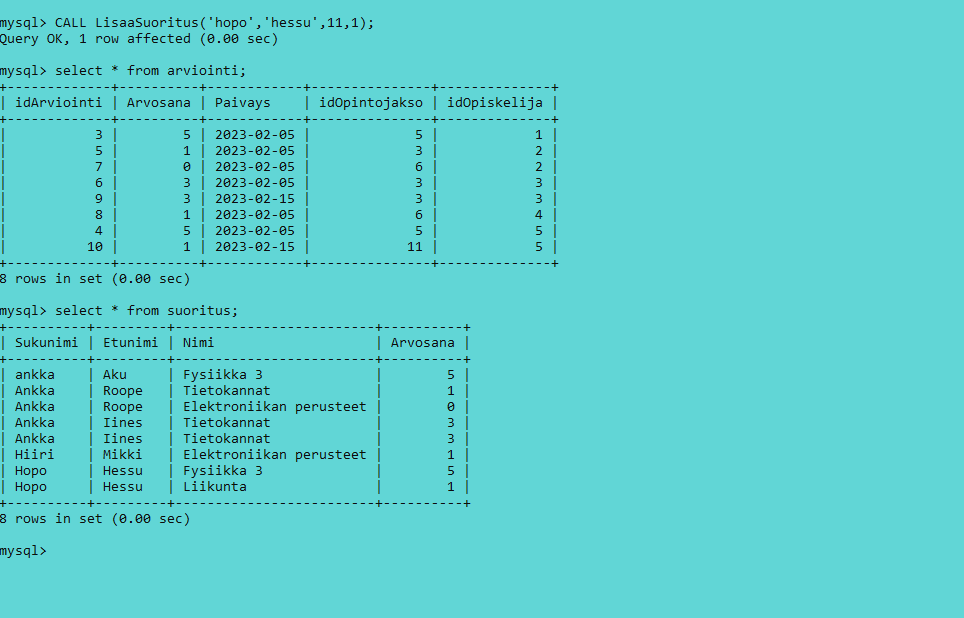 mysql> CALL LisaaSuoritus('hopo','hessu',11,1);
Query OK, 1 row affected (0.00 sec)
mysql> select * from arviointi;
+-------------+----------+------------+---------------+-------------+
| idArviointi | Arvosana | Paivays    | idOpintojakso | idOpiskelija |
+-------------+----------+------------+---------------+-------------+
|           3 |        5 | 2023-02-05 |             5 |            1 |
|           5 |        1 | 2023-02-05 |             3 |            2 |
|           7 |        0 | 2023-02-05 |             6 |            2 |
|           6 |        3 | 2023-02-05 |             3 |            3 |
|           9 |        3 | 2023-02-15 |             3 |            3 |
|           8 |        1 | 2023-02-05 |             6 |            4 |
|           4 |        5 | 2023-02-05 |             5 |            5 |
|          10 |        1 | 2023-02-15 |            11 |            5 |
+-------------+----------+------------+---------------+--------------+
8 rows in set (0.00 sec)
mysql> select * from suoritus;
+----------+---------+-------------------------+----------+
| Sukunimi | Etunimi | Nimi                    | Arvosana |
+----------+---------+-------------------------+----------+
| ankka    | Aku     | Fysiikka 3              |        5 |
| Ankka    | Roope   | Tietokannat             |        1 |
| Ankka    | Roope   | Elektroniikan perusteet |        0 |
| Ankka    | Iines   | Tietokannat             |        3 |
| Ankka    | Iines   | Tietokannat             |        3 |
| Hiiri    | Mikki   | Elektroniikan perusteet |        1 |
| Hopo     | Hessu   | Fysiikka 3              |        5 |
| Hopo     | Hessu   | Liikunta                |        1 |
+----------+---------+-------------------------+----------+
8 rows in set (0.00 sec)
mysql>